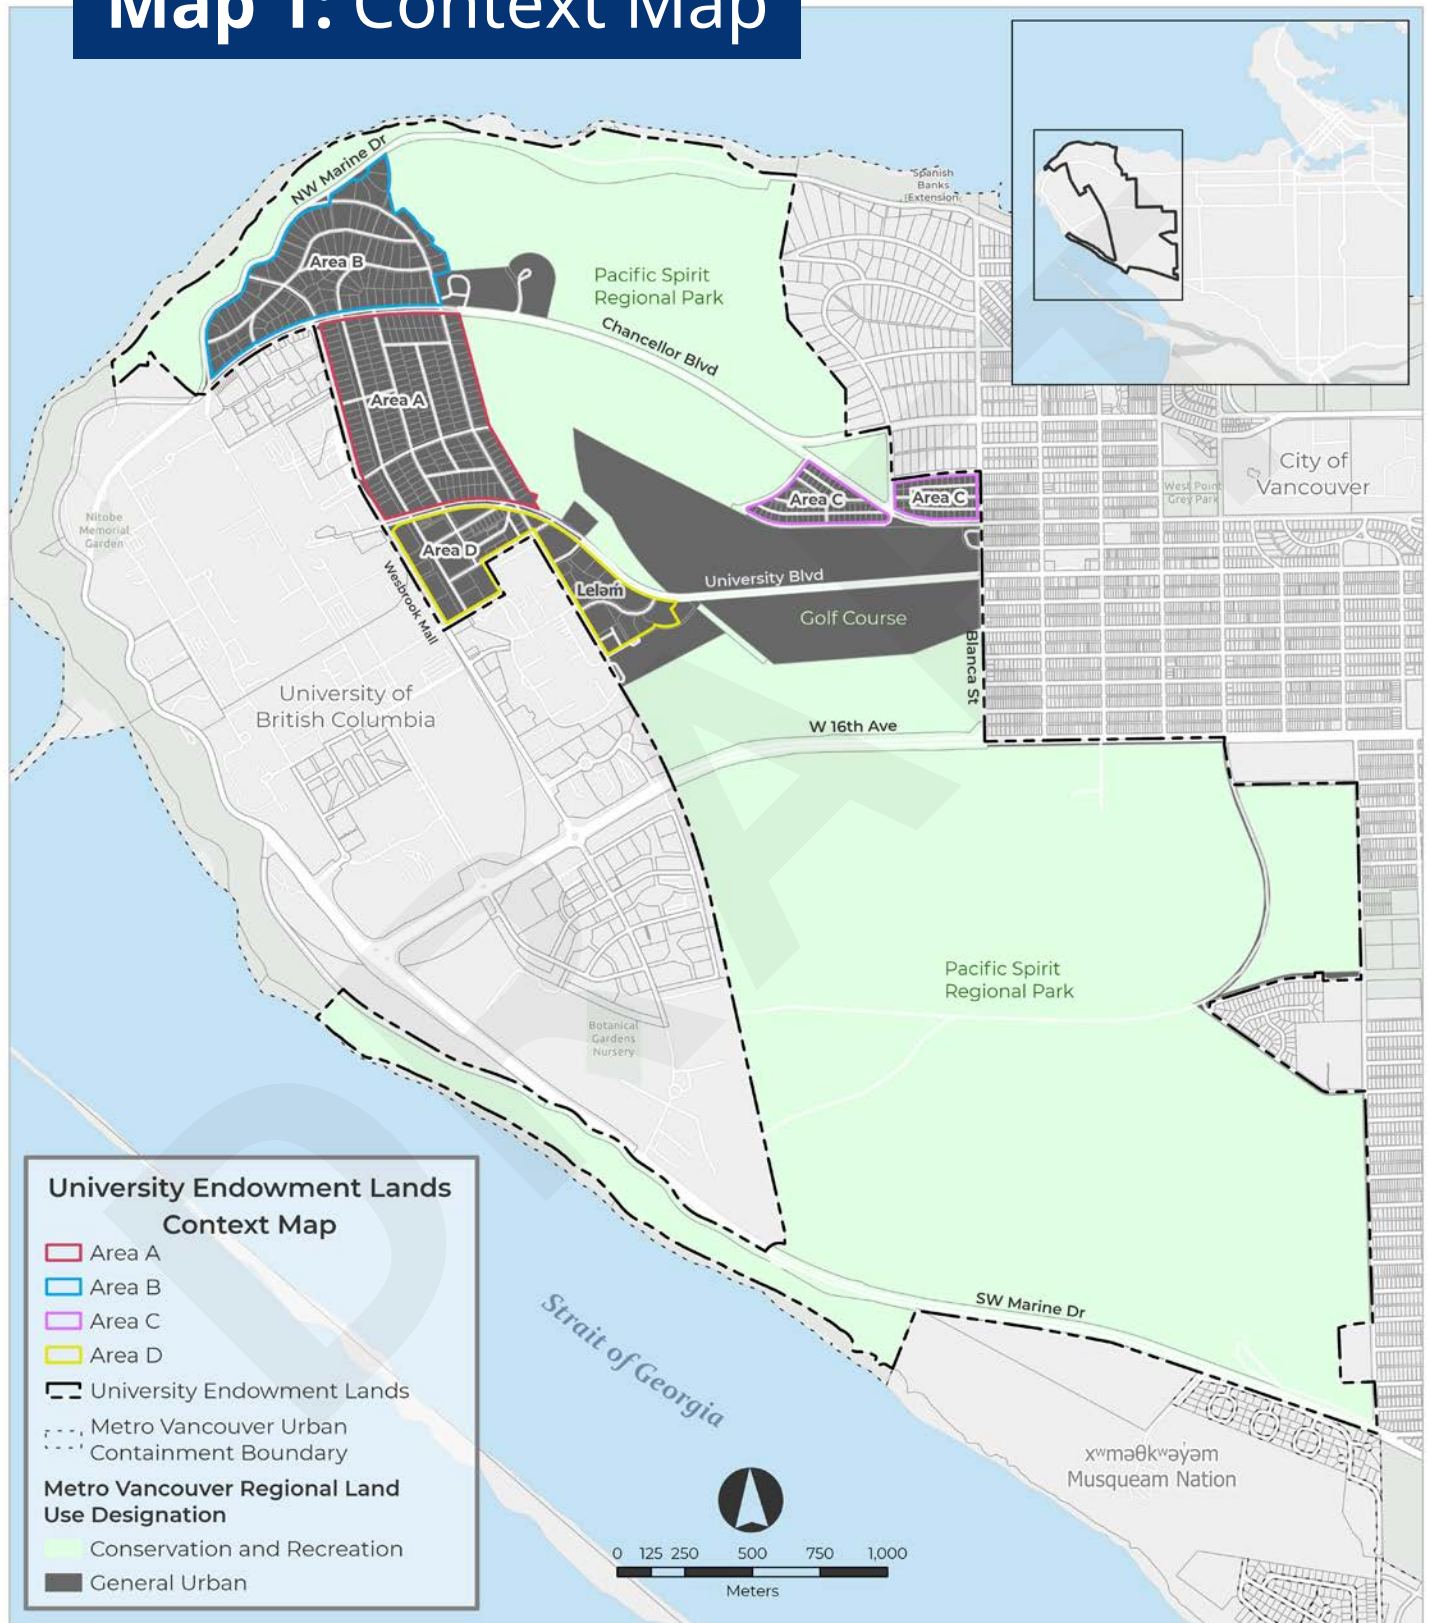 Map 1: Context Map
NW Marine Dr
Spanish
Banks
Extension
Area B
Pacific Spirit
Regional Park
Chancellor Blvd
Area A
City of
Vancouver
West Point
Grey Park
Area C
Area C
Nitobe
Memorial
Garden
Area D
Wesbrook Mall
Leləm̓
University Blvd
Golf Course
Blanca St
University of
British Columbia
W 16th Ave
Pacific Spirit
Regional Park
Botanical
Gardens
Nursery
SW Marine Dr
Strait of Georgia
xʷməθkʷəy̓əm
Musqueam Nation
University Endowment Lands
Context Map
Area A
Area B
Area C
Area D
University Endowment Lands
Metro Vancouver Urban
Containment Boundary
Metro Vancouver Regional Land
Use Designation
Conservation and Recreation
General Urban
0 125 250 500 750 1,000
Meters
DRAFT